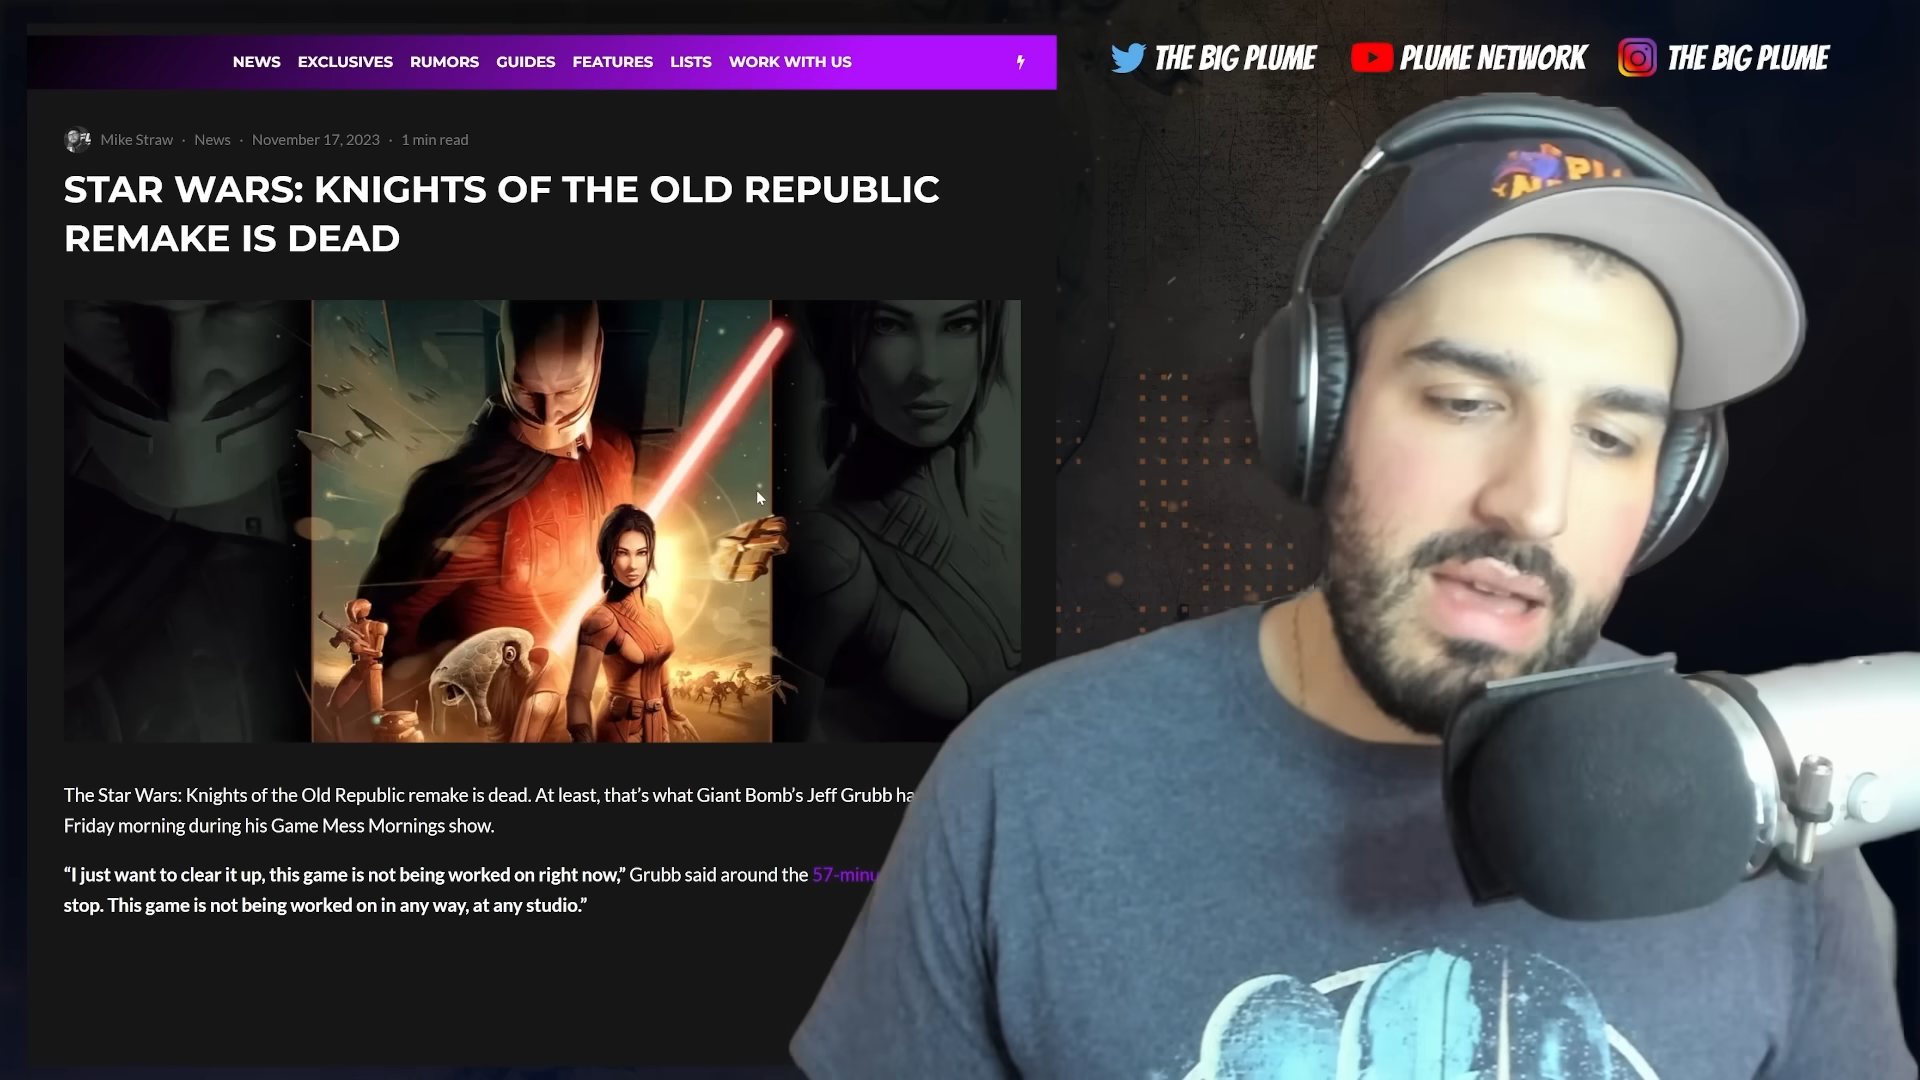 NEWS EXCLUSIVES RUMORS GUIDES FEATURES LISTS WORK WITH US
THE BIG PLUME PLUME NETWORK THE BIG PLUME
Mike Straw · News · November 17, 2023 · 1 min read
STAR WARS: KNIGHTS OF THE OLD REPUBLIC
REMAKE IS DEAD
The Star Wars: Knights of the Old Republic remake is dead. At least, that’s what Giant Bomb’s Jeff Grubb
Friday morning during his Game Mess Mornings show.
“I just want to clear it up, this game is not being worked on right now,” Grubb said around the 57-minu
stop. This game is not being worked on in any way, at any studio.”